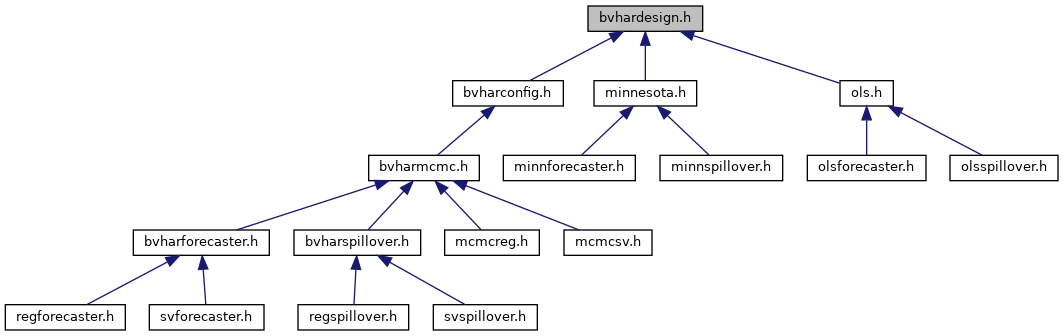 bvhardesign.h
bvharconfig.h
minnesota.h
ols.h
bvharmcmc.h
minnforecaster.h
minnspillover.h
olsforecaster.h
olsspillover.h
bvharforecaster.h
bvharspillover.h
mcmcreg.h
mcmcsv.h
regforecaster.h
svforecaster.h
regspillover.h
svspillover.h